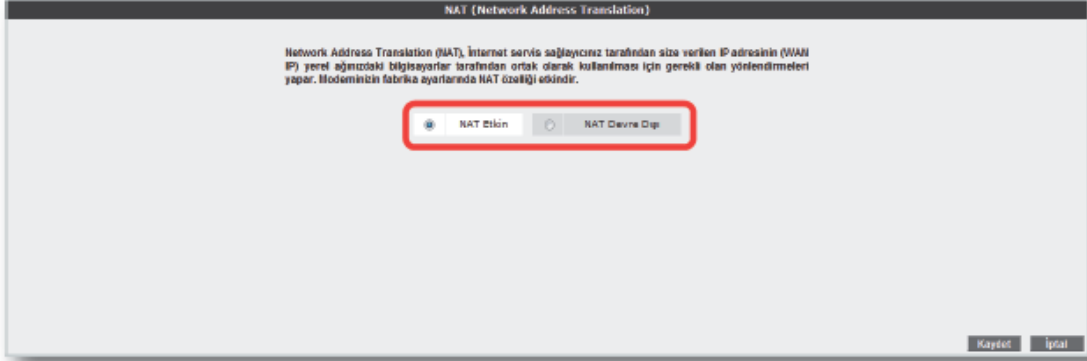 NAT (Network Address Translation)
Network Address Translation (NAT), İnternet servis sağlayıcınız tarafından size verilen IP adresinin (WAN
IP) yerel ağınızdaki bilgisayarlar tarafından ortak olarak kullanılması için gerekli olan yönlendirmeleri
yapar. Modeminizin fabrika ayarlarında NAT özelliği etkindir.
NAT Etkin NAT Devre Dışı
Kaydet İptal